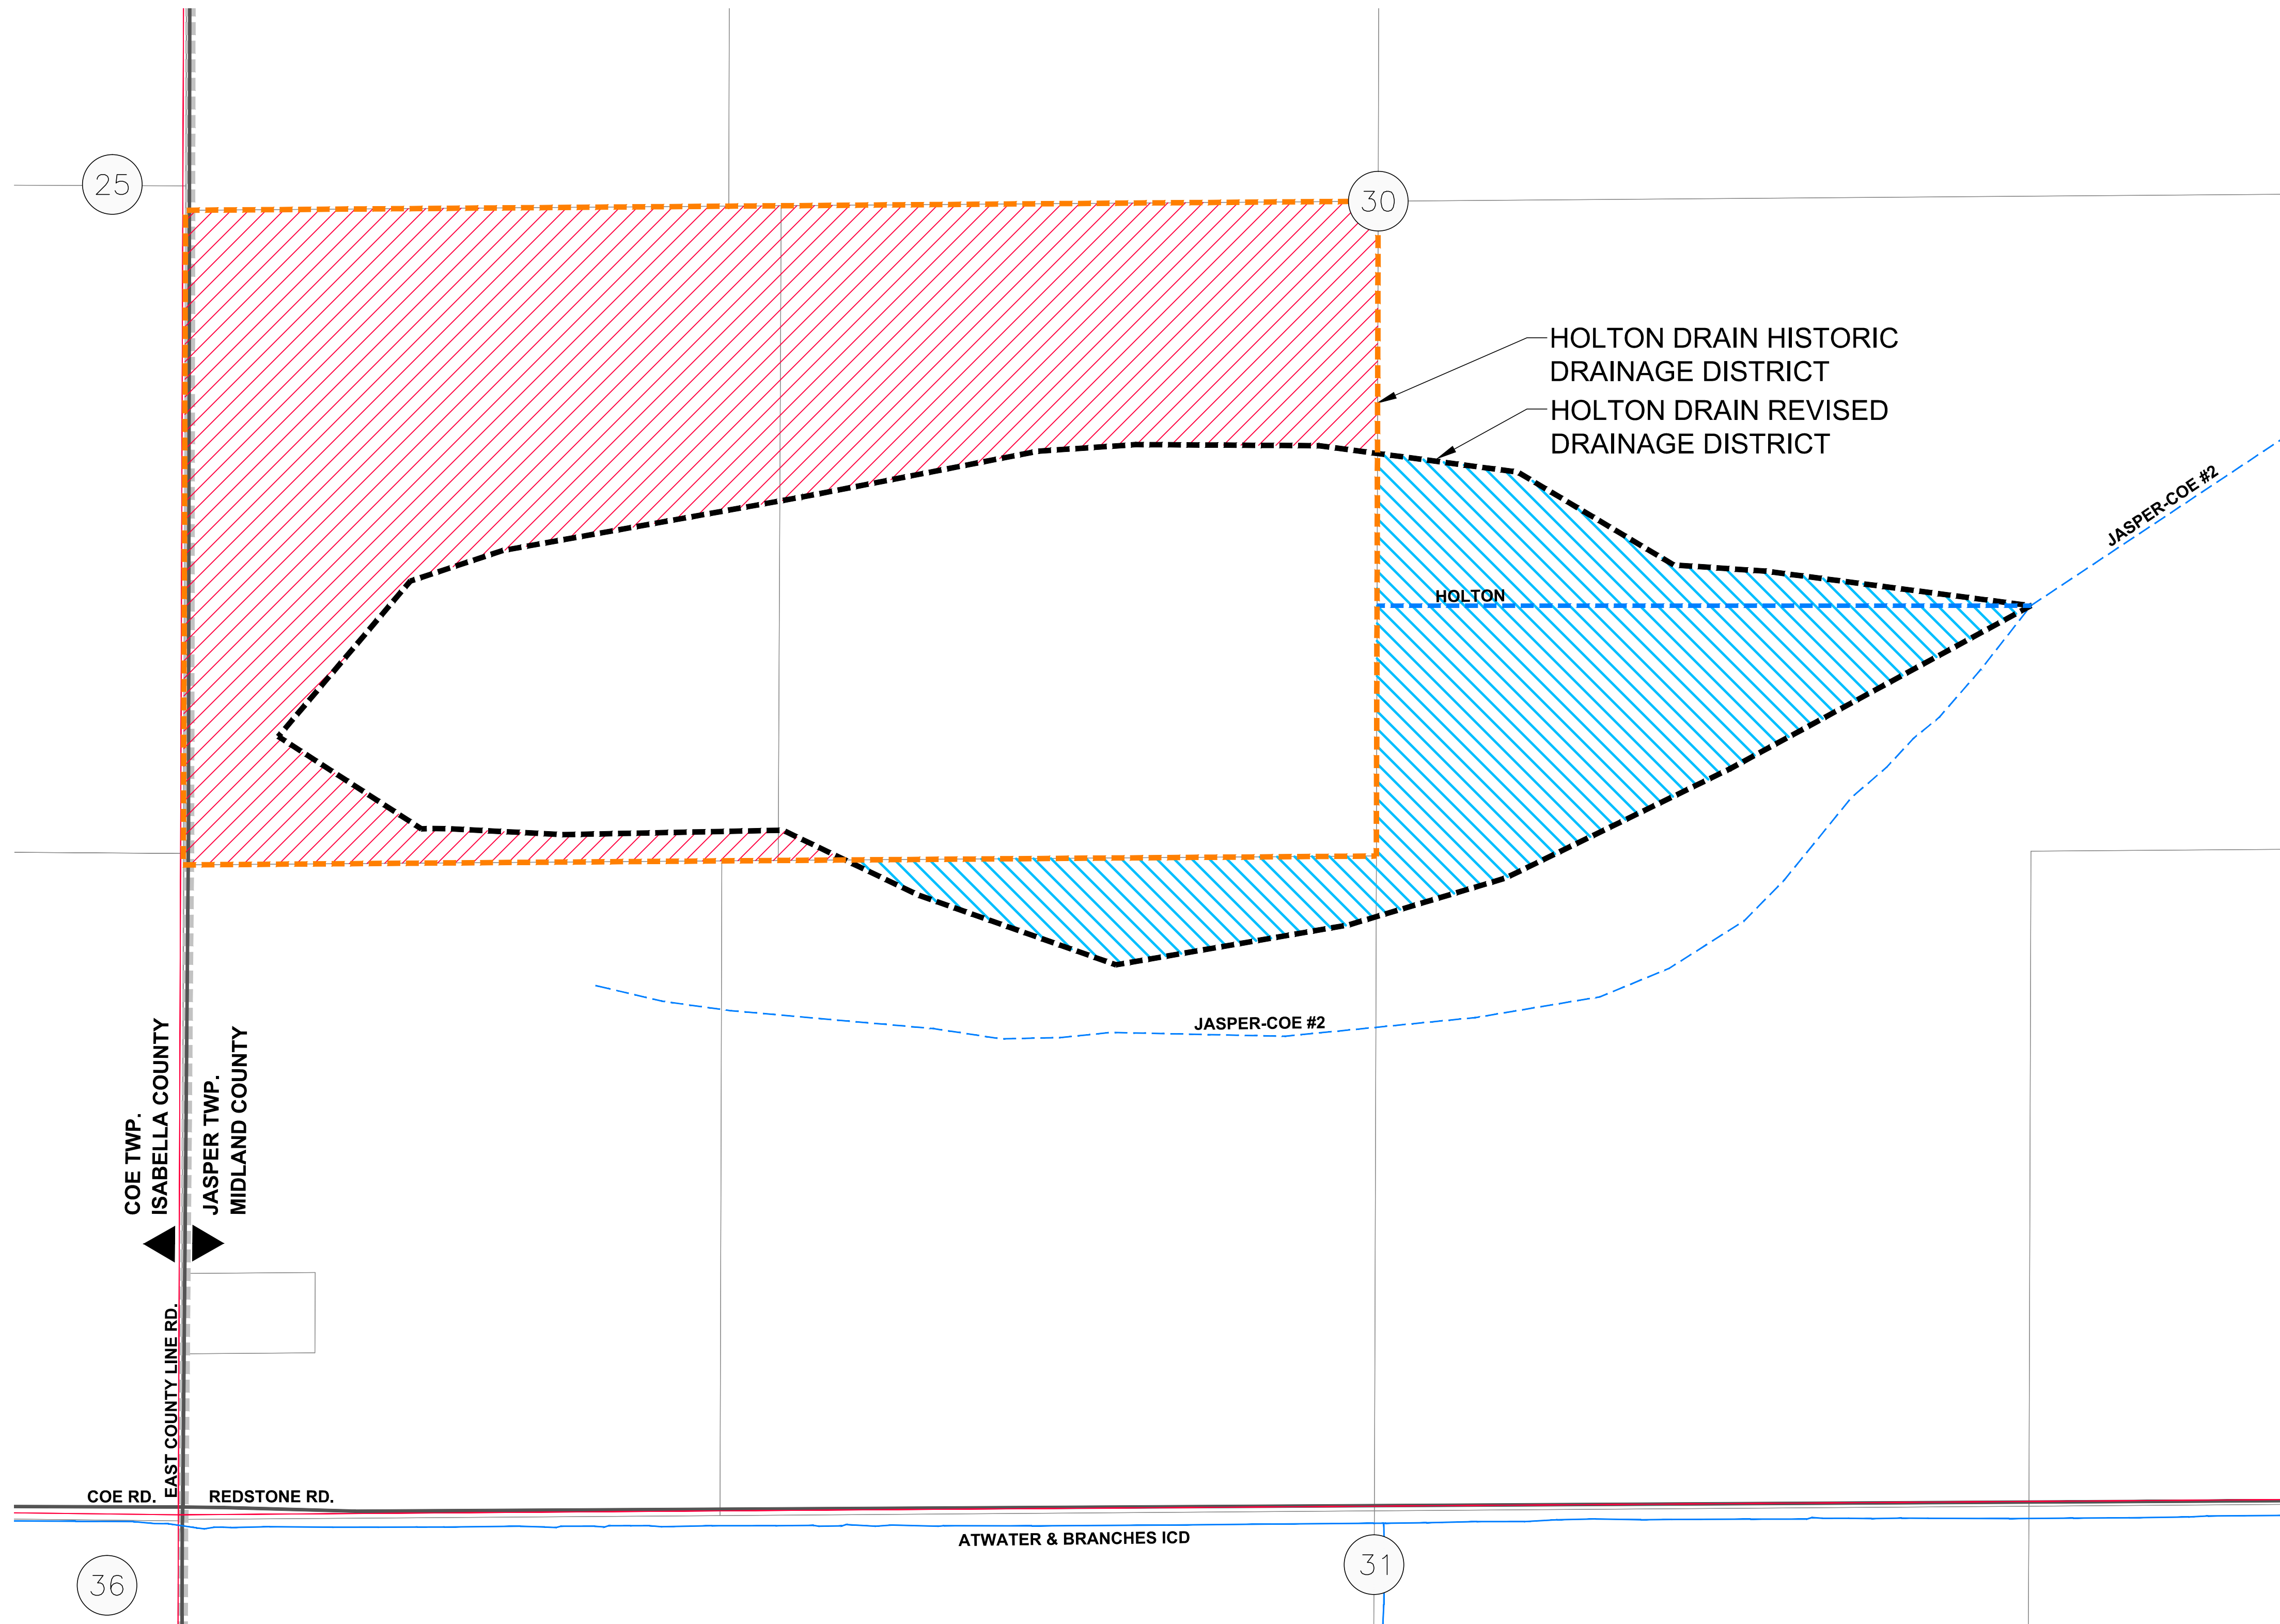 25
30
HOLTON DRAIN HISTORIC
DRAINAGE DISTRICT
HOLTON DRAIN REVISED
DRAINAGE DISTRICT
JASPER-COE #2
HOLTON
JASPER-COE #2
COE TWP.
ISABELLA COUNTY
JASPER TWP.
MIDLAND COUNTY
EAST COUNTY LINE RD.
COE RD.
REDSTONE RD.
ATWATER & BRANCHES ICD
36
31